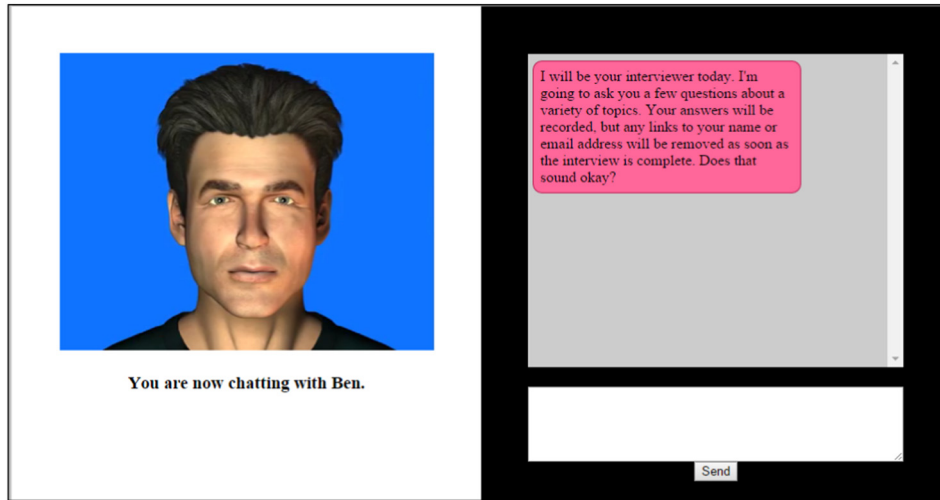 You are now chatting with Ben.
I will be your interviewer today. I'm
going to ask you a few questions about a
variety of topics. Your answers will be
recorded, but any links to your name or
email address will be removed as soon as
the interview is complete. Does that
sound okay?
Send